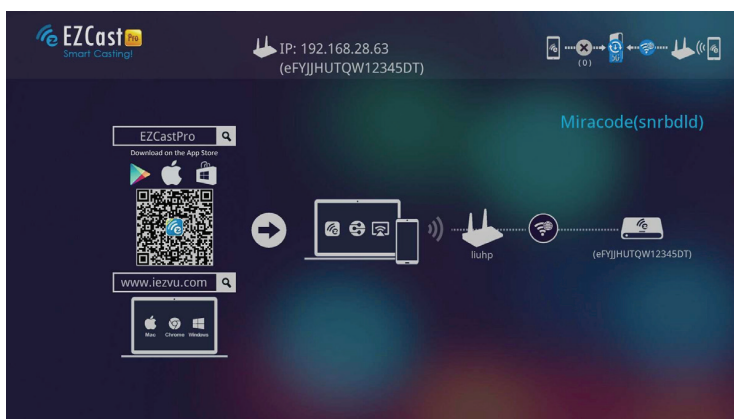 EZCast Pro
Smart Casting!
IP: 192.168.28.63
(eFYJJHUTQW12345DT)
(0)
5G
Miracode(snrbdld)
EZCastPro
Download on the App Store
www.iezvu.com
Mac Chrome Windows
liuhp
(eFYJJHUTQW12345DT)